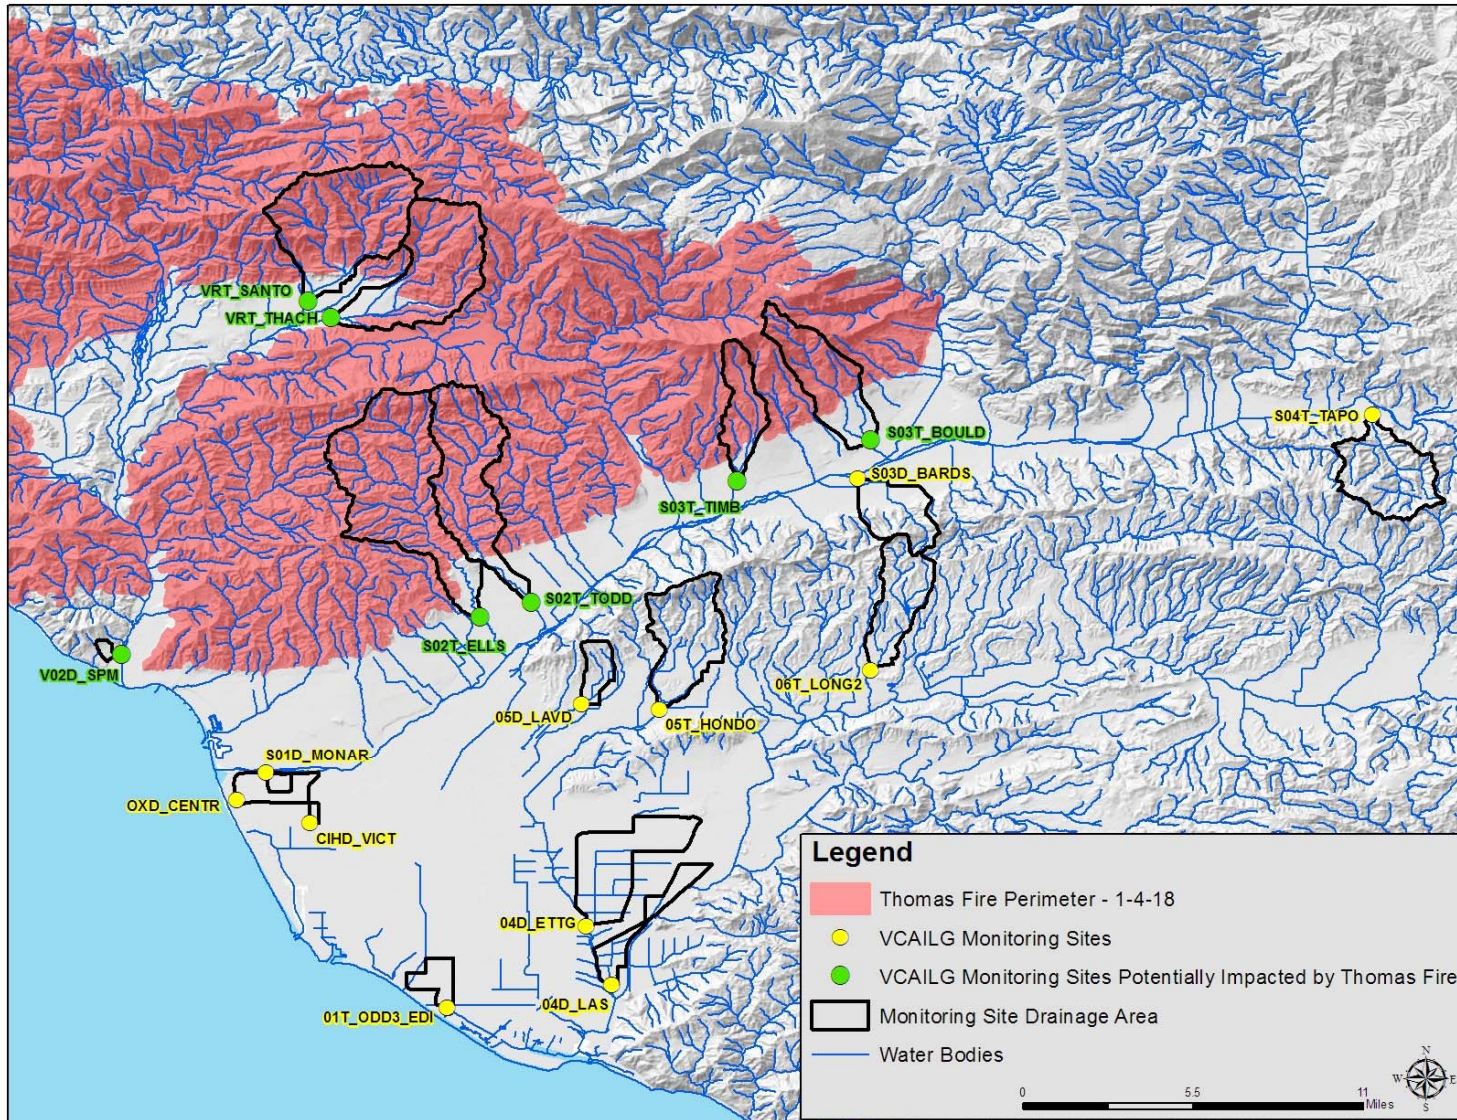 VRT_SANTO
VRT_THACH
S04T_TAPO
S03T_BOULD
S03D_BARDS
S03T_TIMB
S02T_TODD
S02T_ELLS
V02D_SPM
06T_LONG2
05D_LAVD
05T_HONDO
S01D_MONAR
OXD_CENTR
CIHD_VICT
04D_ETTG
04D_LAS
01T_ODD3_EDI
Legend
Thomas Fire Perimeter - 1-4-18
VCAILG Monitoring Sites
VCAILG Monitoring Sites Potentially Impacted by Thomas Fire
Monitoring Site Drainage Area
Water Bodies
N
W E
S
0 5.5 11
Miles